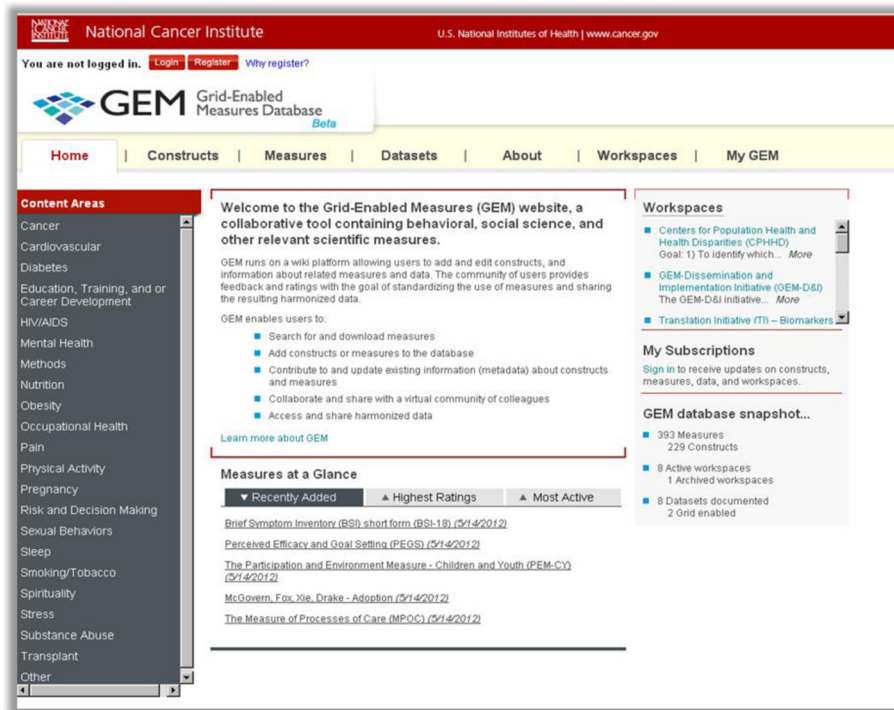 NATIONAL CANCER INSTITUTE
National Cancer Institute
U.S. National Institutes of Health | www.cancer.gov
You are not logged in. Login Register Why register?
GEM Grid-Enabled
Measures Database
Beta
Home | Constructs | Measures | Datasets | About | Workspaces | My GEM
Content Areas
Cancer
Cardiovascular
Diabetes
Education, Training, and or
Career Development
HIV/AIDS
Mental Health
Methods
Nutrition
Obesity
Occupational Health
Pain
Physical Activity
Pregnancy
Risk and Decision Making
Sexual Behaviors
Sleep
Smoking/Tobacco
Spirituality
Stress
Substance Abuse
Transplant
Other
Welcome to the Grid-Enabled Measures (GEM) website, a
collaborative tool containing behavioral, social science, and
other relevant scientific measures.
GEM runs on a wiki platform allowing users to add and edit constructs, and
information about related measures and data. The community of users provides
feedback and ratings with the goal of standardizing the use of measures and sharing
the resulting harmonized data.
GEM enables users to:
Search for and download measures
Add constructs or measures to the database
Contribute to and update existing information (metadata) about constructs
and measures
Collaborate and share with a virtual community of colleagues
Access and share harmonized data
Learn more about GEM
Measures at a Glance
▼ Recently Added ▲ Highest Ratings ▲ Most Active
Brief Symptom Inventory (BSI) short form (BSI-18) (5/14/2012)
Perceived Efficacy and Goal Setting (PEGS) (5/14/2012)
The Participation and Environment Measure - Children and Youth (PEM-CY)
(5/14/2012)
McGovern, Fox, Xie, Drake - Adoption (5/14/2012)
The Measure of Processes of Care (MPOC) (5/14/2012)
Workspaces
Centers for Population Health and
Health Disparities (CPHHD)
Goal: 1) To identify which... More
GEM-Dissemination and
Implementation Initiative (GEM-D&I)
The GEM-D&I initiative... More
Translation Initiative (TI) – Biomarkers
My Subscriptions
Sign in to receive updates on constructs,
measures, data, and workspaces.
GEM database snapshot...
393 Measures
229 Constructs
8 Active workspaces
1 Archived workspaces
8 Datasets documented
2 Grid enabled